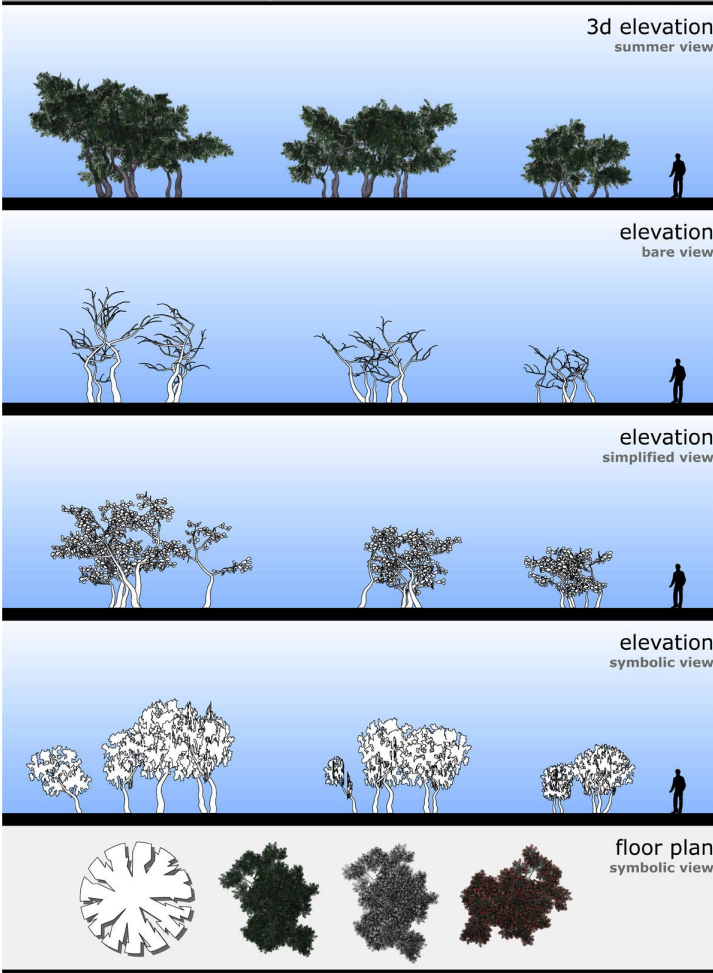 3d elevation
summer view
elevation
bare view
elevation
simplified view
elevation
symbolic view
floor plan
symbolic view